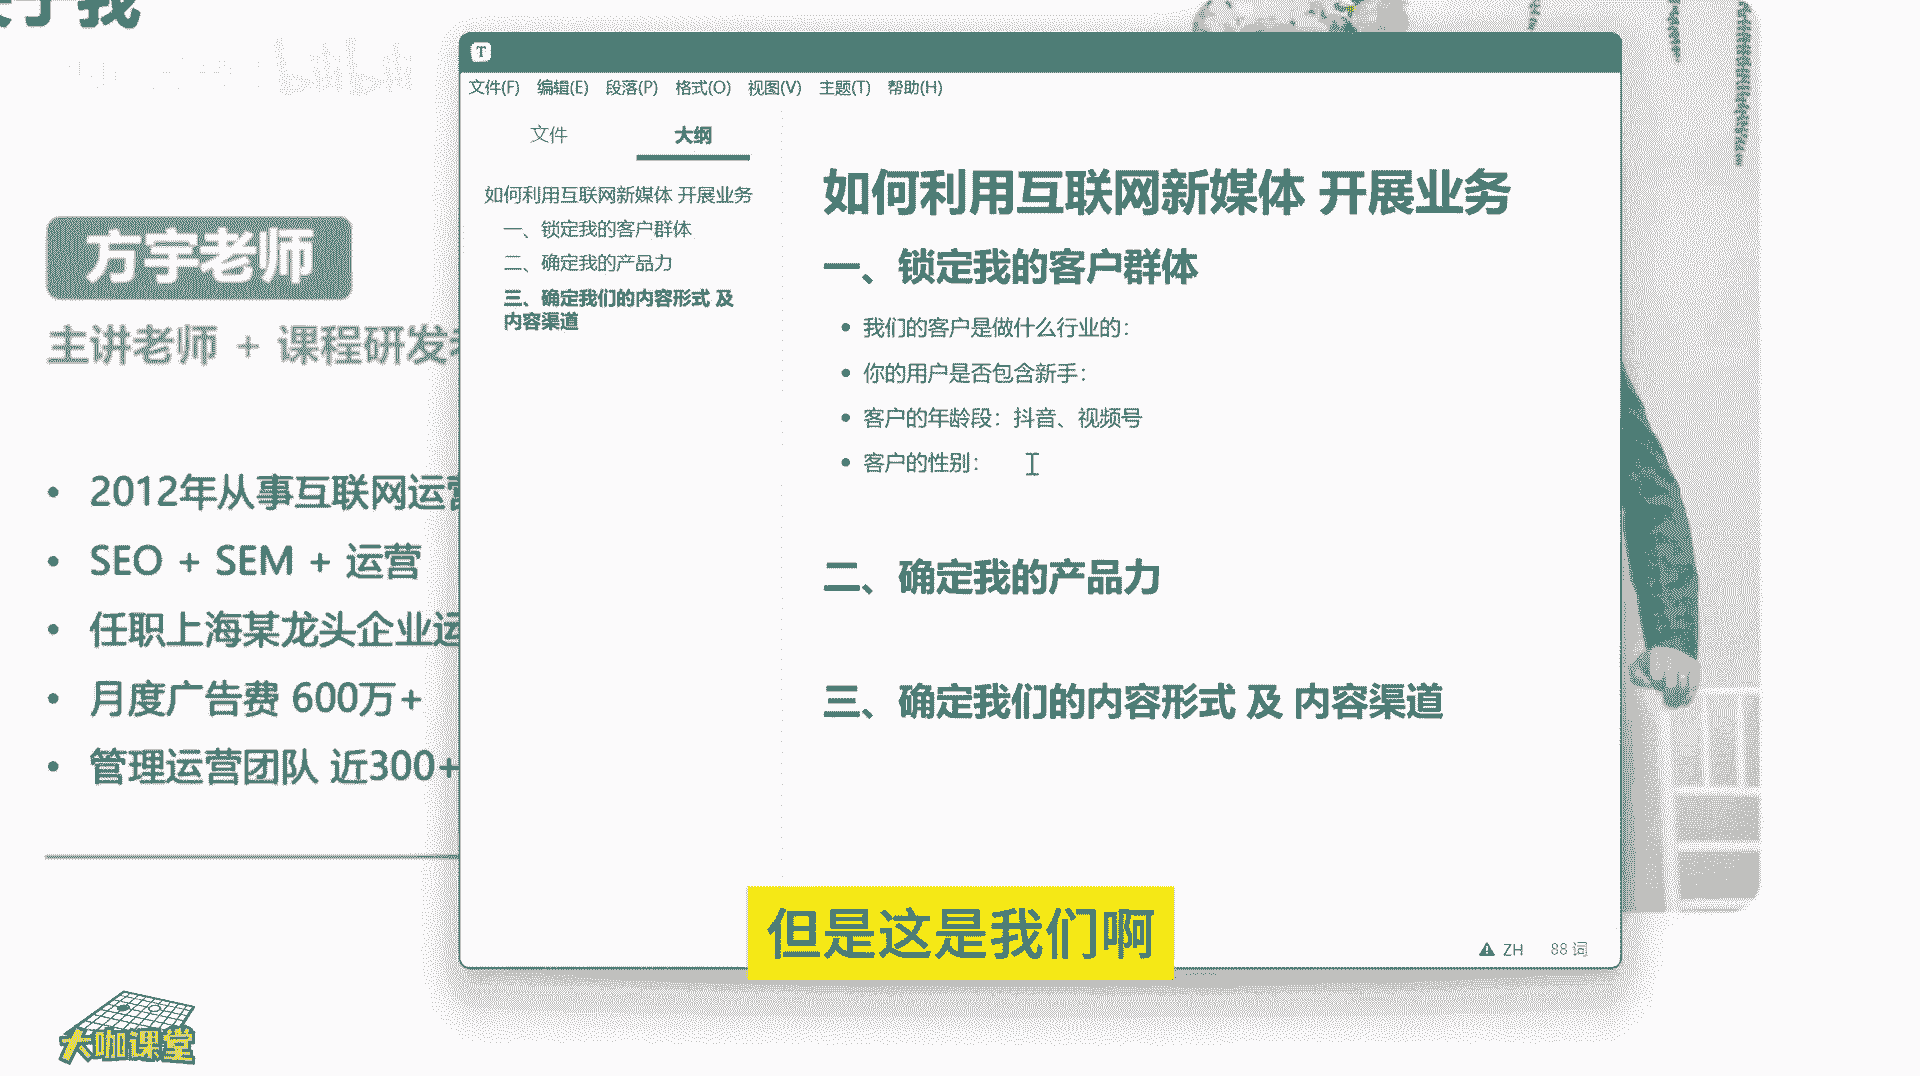 bilibili
方宇老师
主讲老师 + 课程研发
• 2012年从事互联网运营
• SEO + SEM + 运营
• 任职上海某龙头企业运
• 月度广告费 600万+
• 管理运营团队 近300+
大咖课堂
T
文件(F) 编辑(E) 段落(P) 格式(O) 视图(V) 主题(T) 帮助(H)
文件 大纲
如何利用互联网新媒体 开展业务
一、锁定我的客户群体
二、确定我的产品力
三、确定我们的内容形式 及
内容渠道
如何利用互联网新媒体 开展业务
一、锁定我的客户群体
• 我们的客户是做什么行业的：
• 你的用户是否包含新手：
• 客户的年龄段：抖音、视频号
• 客户的性别：
二、确定我的产品力
三、确定我们的内容形式 及 内容渠道
但是这是我们啊
ZH 88 词